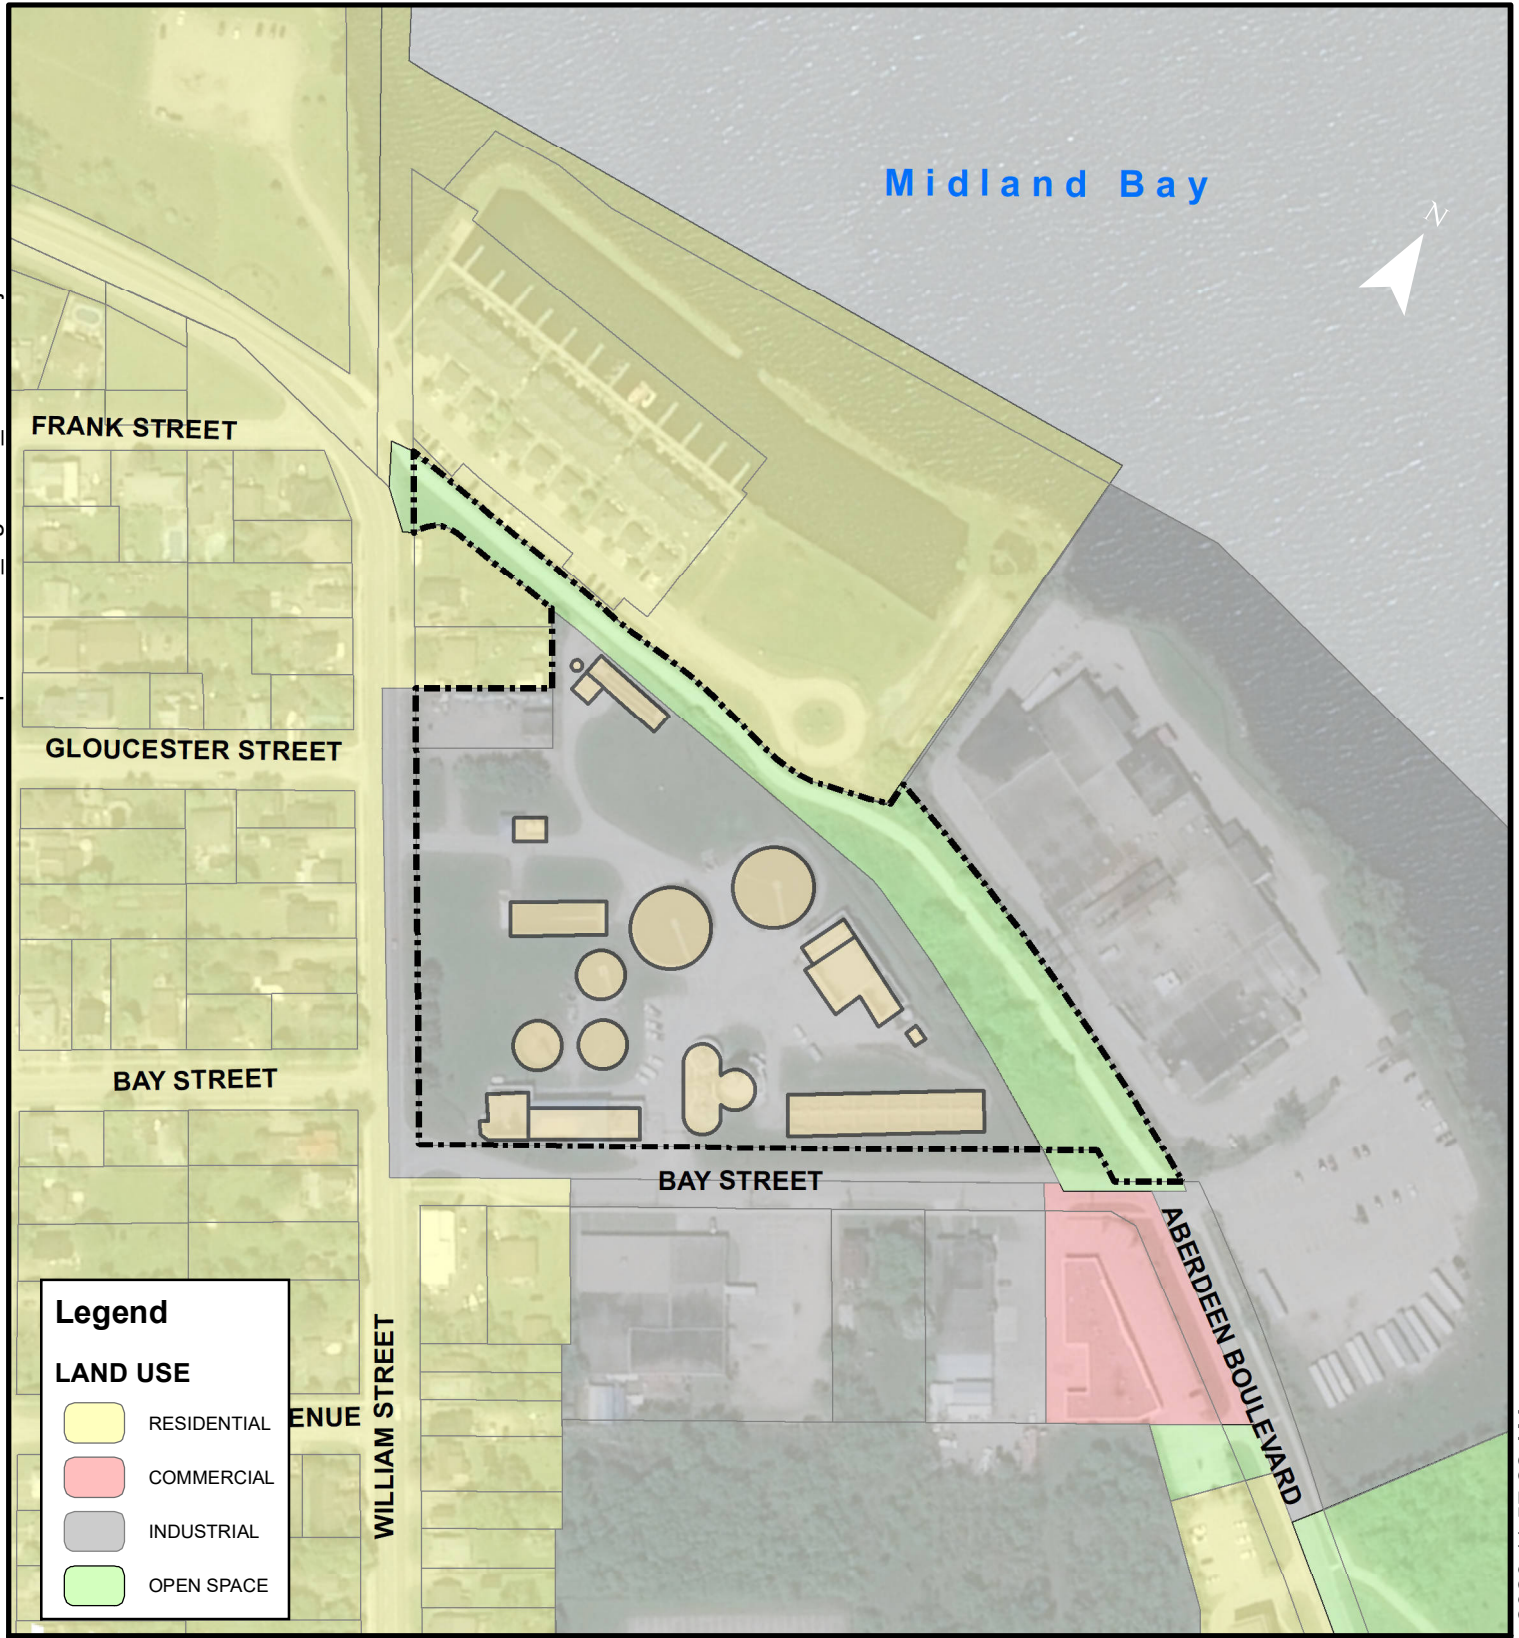 Midland Bay
N
FRANK STREET
GLOUCESTER STREET
BAY STREET
BAY STREET
ABERDEEN BOULEVARD
WILLIAM STREET
ENUE
Legend
LAND USE
RESIDENTIAL
COMMERCIAL
INDUSTRIAL
OPEN SPACE